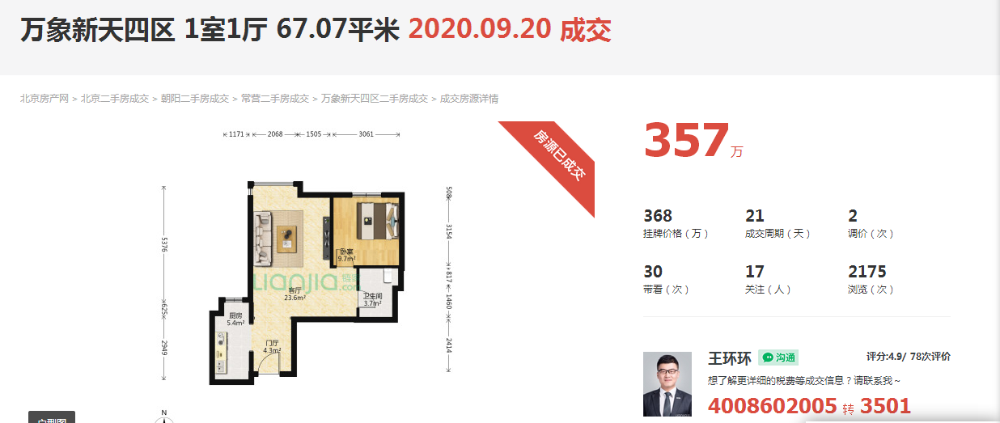 万象新天四区 1室1厅 67.07平米 2020.09.20 成交
北京房产网 > 北京二手房成交 > 朝阳二手房成交 > 常营二手房成交 > 万象新天四区二手房成交 > 成交房源详情
1171 2068 1505 3061
房源已成交
357 万
5376
625
2949
508
3154
817
1460
2414
卧室
9.7m²
Lianjia.com 链家
客厅
23.6m²
卫生间
3.7m²
厨房
5.4m²
门厅
4.3m²
N
户型图
368 21 2
挂牌价格（万） 成交周期（天） 调价（次）
30 17 2175
带看（次） 关注（人） 浏览（次）
王环环 沟通 评分:4.9/ 78次评价
想了解更详细的税费等成交信息？请联系我～
4008602005 转 3501
LIANJIA